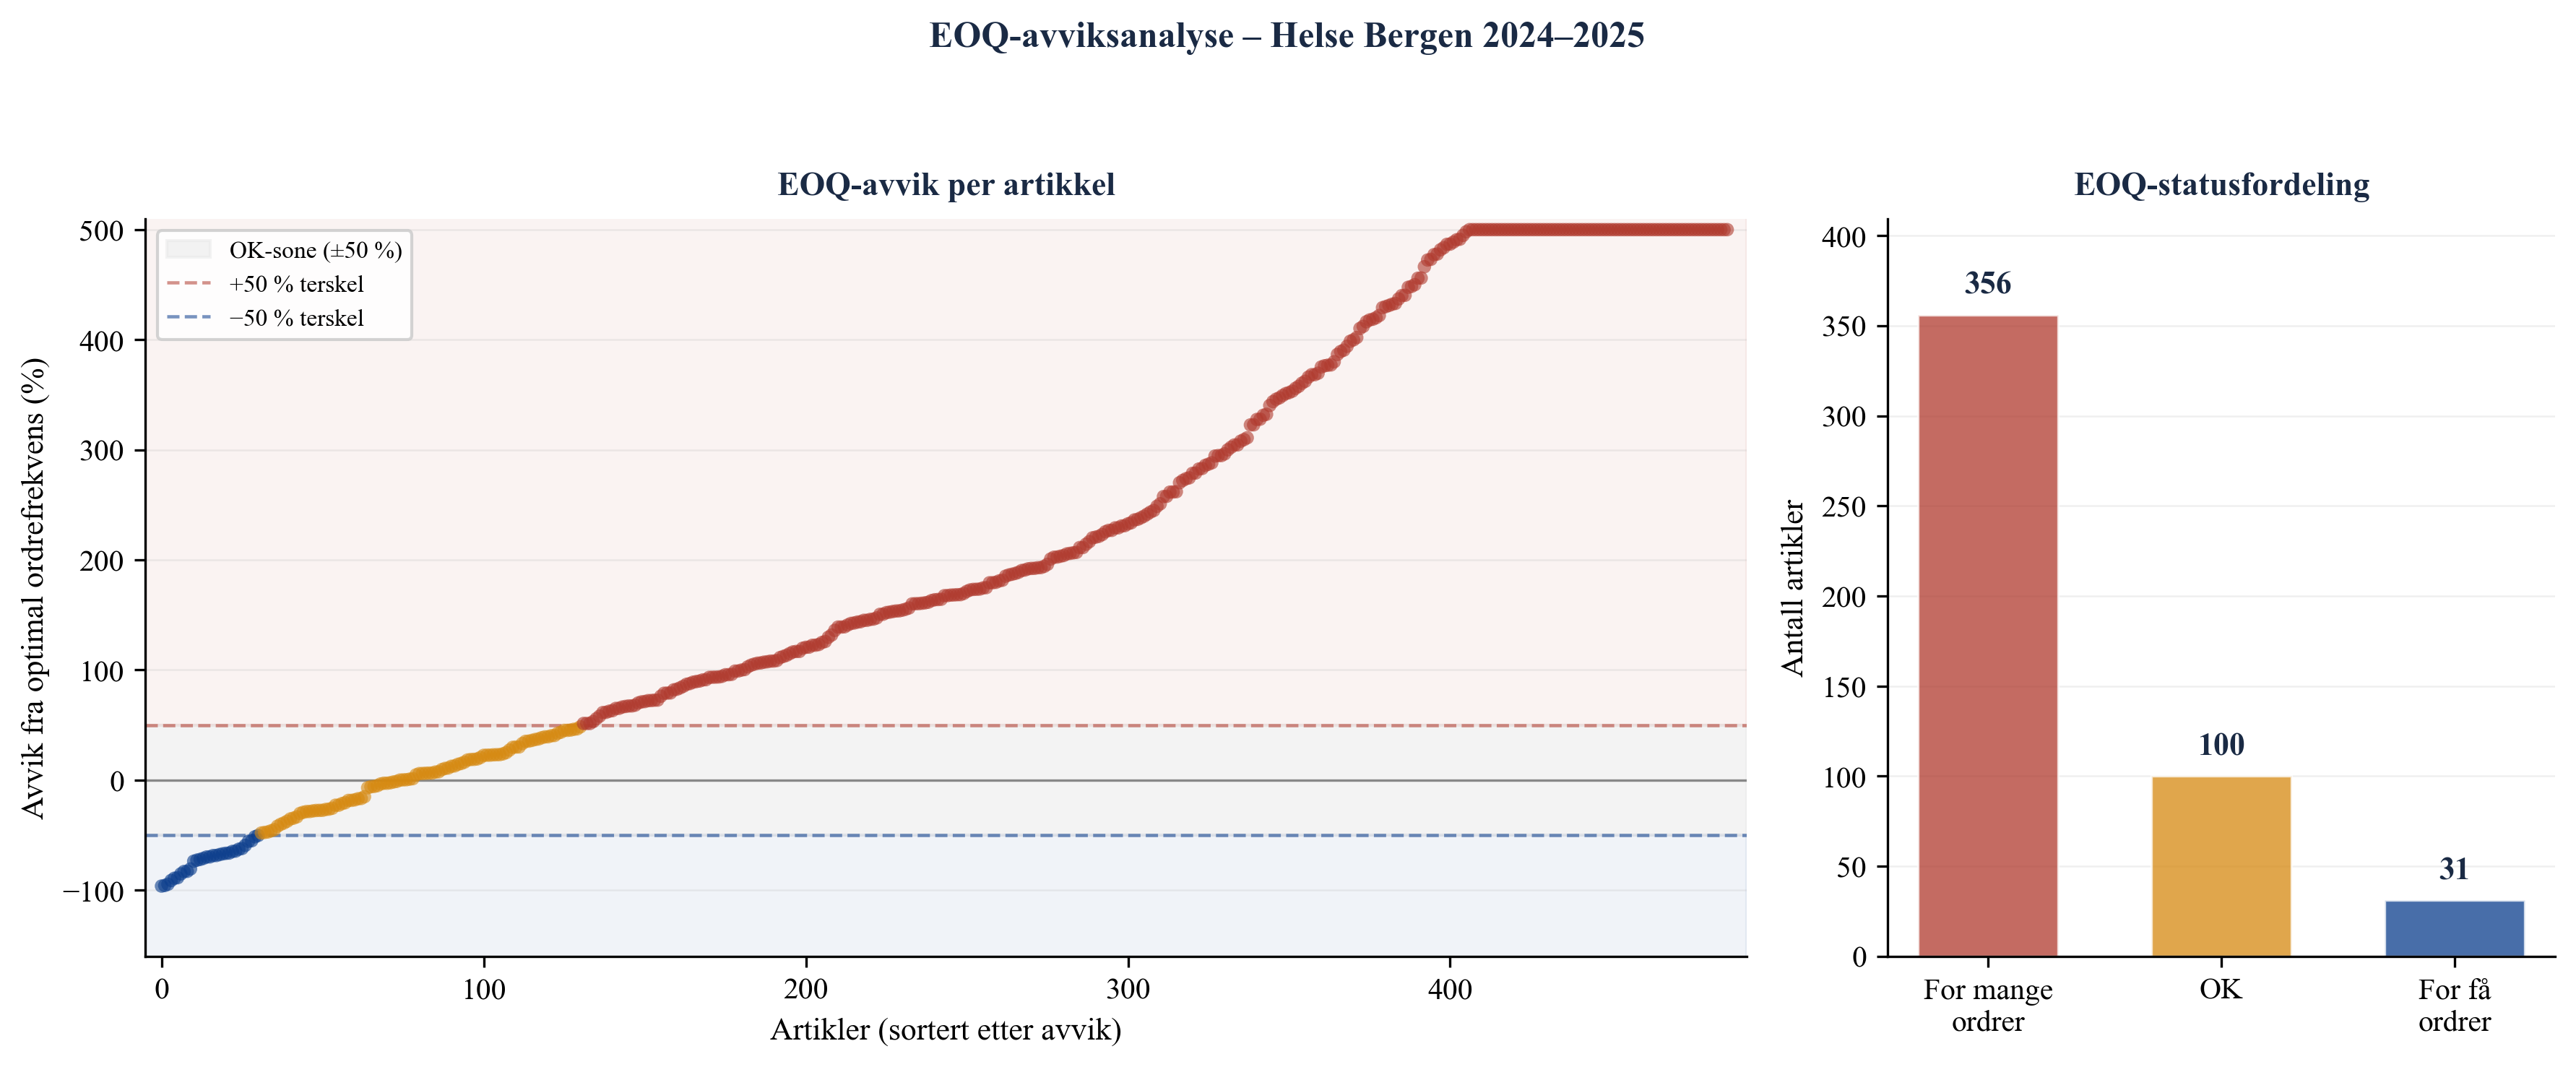 EOQ-avviksanalyse – Helse Bergen 2024–2025
EOQ-avvik per artikkel
Avvik fra optimal ordrefrekvens (%)
500
400
300
200
100
0
−100
OK-sone (±50 %)
+50 % terskel
−50 % terskel
0
100
200
300
400
Artikler (sortert etter avvik)
EOQ-statusfordeling
Antall artikler
400
350
300
250
200
150
100
50
0
356
100
31
For mange
ordrer
OK
For få
ordrer